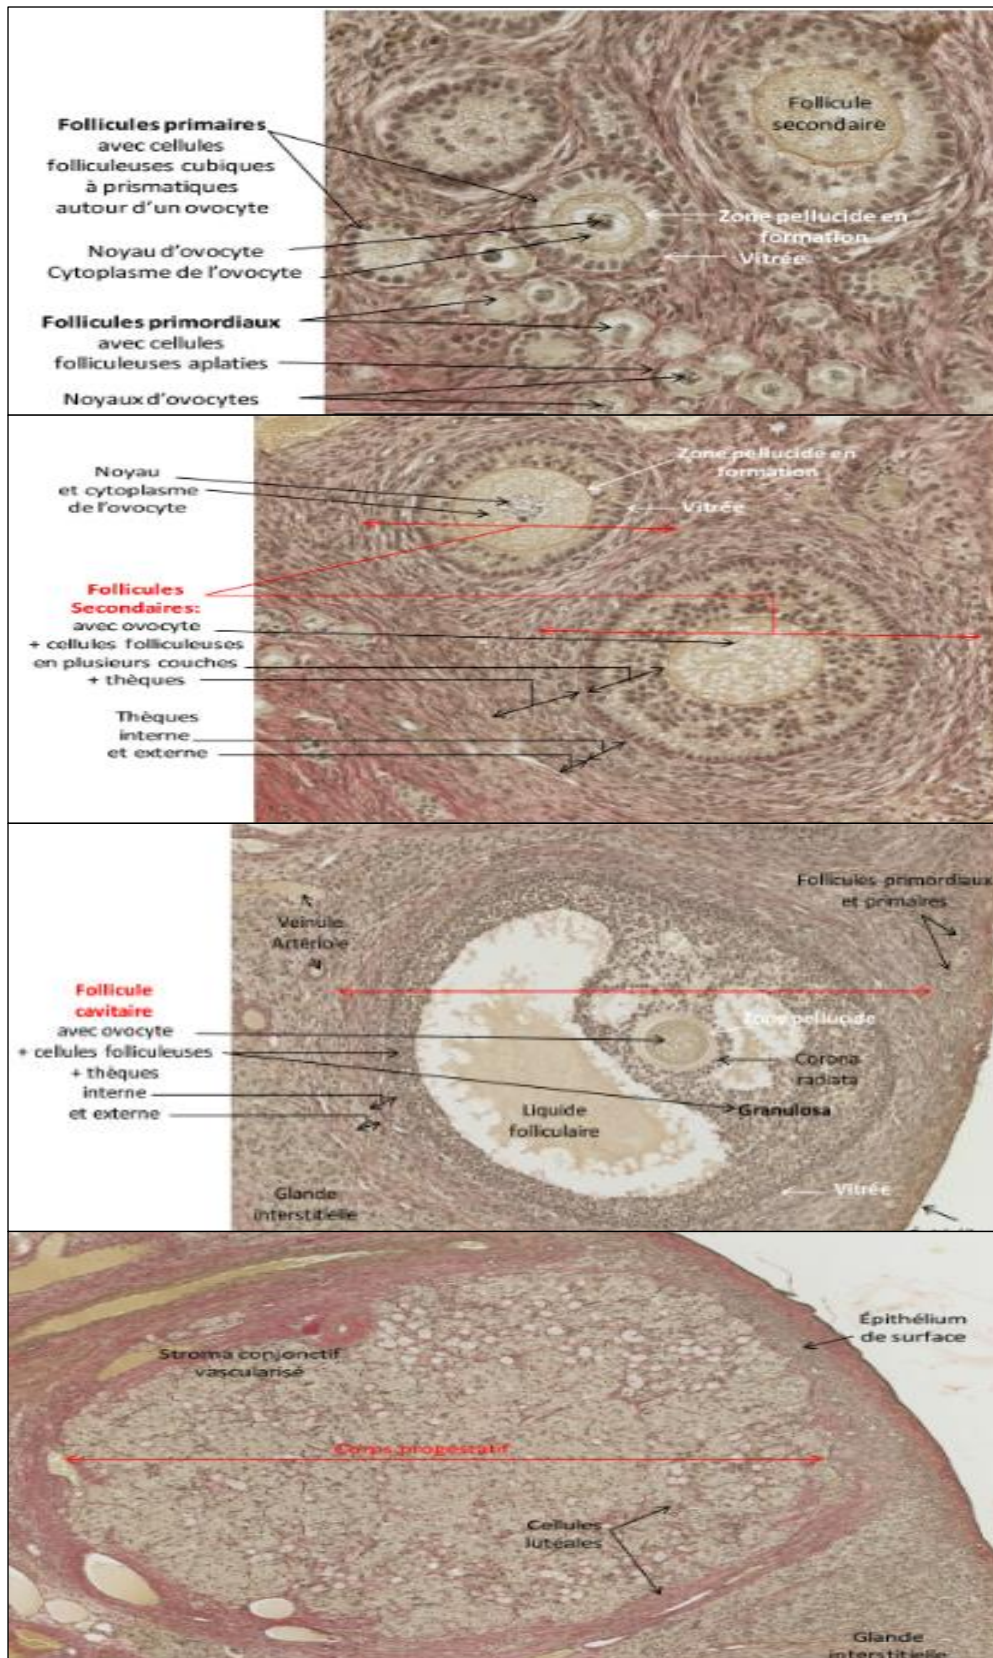 Follicules primaires
avec cellules
folliculeuses cubiques
à prismatiques
autour d'un ovocyte
Noyau d'ovocyte
Cytoplasme de l'ovocyte
Follicules primordiaux
avec cellules
folliculeuses aplaties
Noyaux d'ovocytes
Follicule
secondaire
Zone pellucide en
formation
Vitrée
Noyau
et cytoplasme
de l'ovocyte
Zone pellucide en
formation
Vitrée
Follicules
Secondaires:
avec ovocyte
+ cellules folliculeuses
en plusieurs couches
+ thèques
Thèques
interne
et externe
Veinule
Artériole
Follicules primordiaux
et primaires
Follicule
cavitaire
avec ovocyte
+ cellules folliculeuses
+ thèques
interne
et externe
Zone pellucide
Corona
radiata
Granulosa
Liquide
folliculaire
Vitrée
Glande
interstitielle
Épithélium
de surface
Stroma conjonctif
vascularisé
Corps progestatif
Cellules
lutéales
Glande
interstitielle